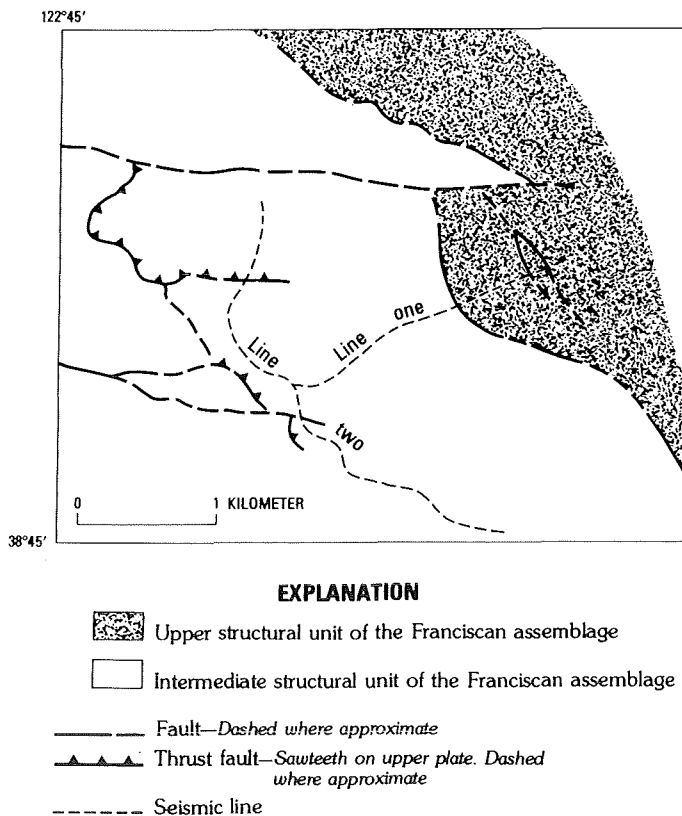 122°45'
Line
one
Line
two
0 1 KILOMETER
38°45'
EXPLANATION
Upper structural unit of the Franciscan assemblage
Intermediate structural unit of the Franciscan assemblage
Fault—Dashed where approximate
Thrust fault—Sawteeth on upper plate. Dashed
where approximate
Seismic line